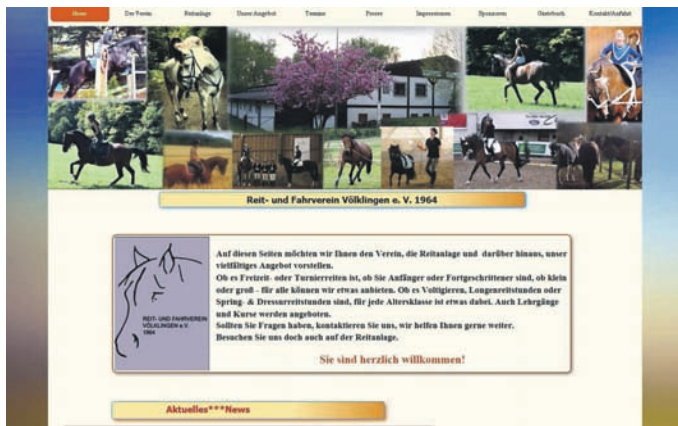 Home Der Verein Reitanlage Unser Angebot Termine Presse Impressionen Sponsoren Gästebuch Kontakt/Anfahrt
Reit- und Fahrverein Völklingen e. V. 1964
Auf diesen Seiten möchten wir Ihnen den Verein, die Reitanlage und darüber hinaus, unser
vielfältiges Angebot vorstellen.
Ob es Freizeit- oder Turnierreiten ist, ob Sie Anfänger oder Fortgeschrittener sind, ob klein
oder groß - für alle können wir etwas anbieten. Ob es Voltigieren, Longenreitstunden oder
Spring- & Dressurreitstunden sind, für jede Altersklasse ist etwas dabei. Auch Lehrgänge
und Kurse werden angeboten.
Sollten Sie Fragen haben, kontaktieren Sie uns, wir helfen Ihnen gerne weiter.
Besuchen Sie uns doch auch auf der Reitanlage.
Sie sind herzlich willkommen!
REIT- UND FAHRVEREIN
VÖLKLINGEN e.V.
1964
Aktuelles***News